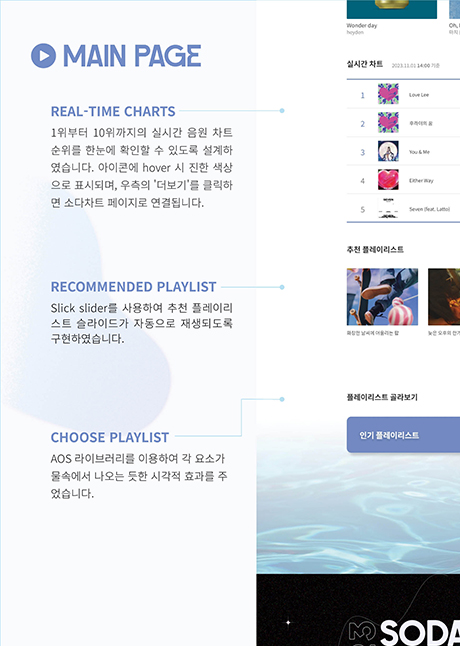 MAIN PAGE
REAL-TIME CHARTS
1위부터 10위까지의 실시간 음원 차트
순위를 한눈에 확인할 수 있도록 설계하
였습니다. 아이콘에 hover 시 진한 색상
으로 표시되며, 우측의 '더보기'를 클릭하
면 소다차트 페이지로 연결됩니다.
RECOMMENDED PLAYLIST
Slick slider를 사용하여 추천 플레이리
스트 슬라이드가 자동으로 재생되도록
구현하였습니다.
CHOOSE PLAYLIST
AOS 라이브러리를 이용하여 각 요소가
물속에서 나오는 듯한 시각적 효과를 주
었습니다.
Wonder day
heydon
Oh,
실시간 차트 2023.11.01 14:00 기준
1 Love Lee
2 후라이의 꿈
3 You & Me
4 Either Way
5 Seven (feat. Latto)
추천 플레이리스트
화창한 날씨에 어울리는 팝
늦은 오후의
플레이리스트 골라보기
인기 플레이리스트
SODA